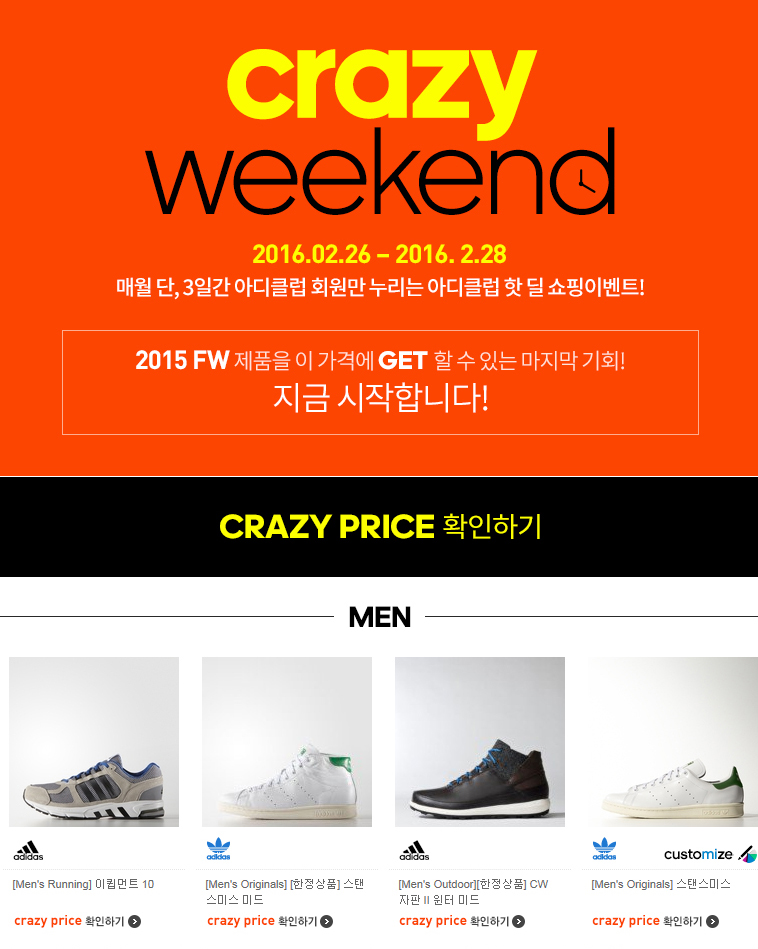 crazy
weekend
2016.02.26 – 2016. 2.28
매월 단, 3일간 아디클럽 회원만 누리는 아디클럽 핫 딜 쇼핑이벤트!
2015 FW 제품을 이 가격에 GET 할 수 있는 마지막 기회!
지금 시작합니다!
CRAZY PRICE 확인하기
MEN
adidas
[Men's Running] 이큅먼트 10
crazy price 확인하기
adidas
[Men's Originals] [한정상품] 스탠
스미스 미드
crazy price 확인하기
adidas
[Men's Outdoor][한정상품] CW
자판 II 윈터 미드
crazy price 확인하기
adidas
customize
[Men's Originals] 스탠스미스
crazy price 확인하기